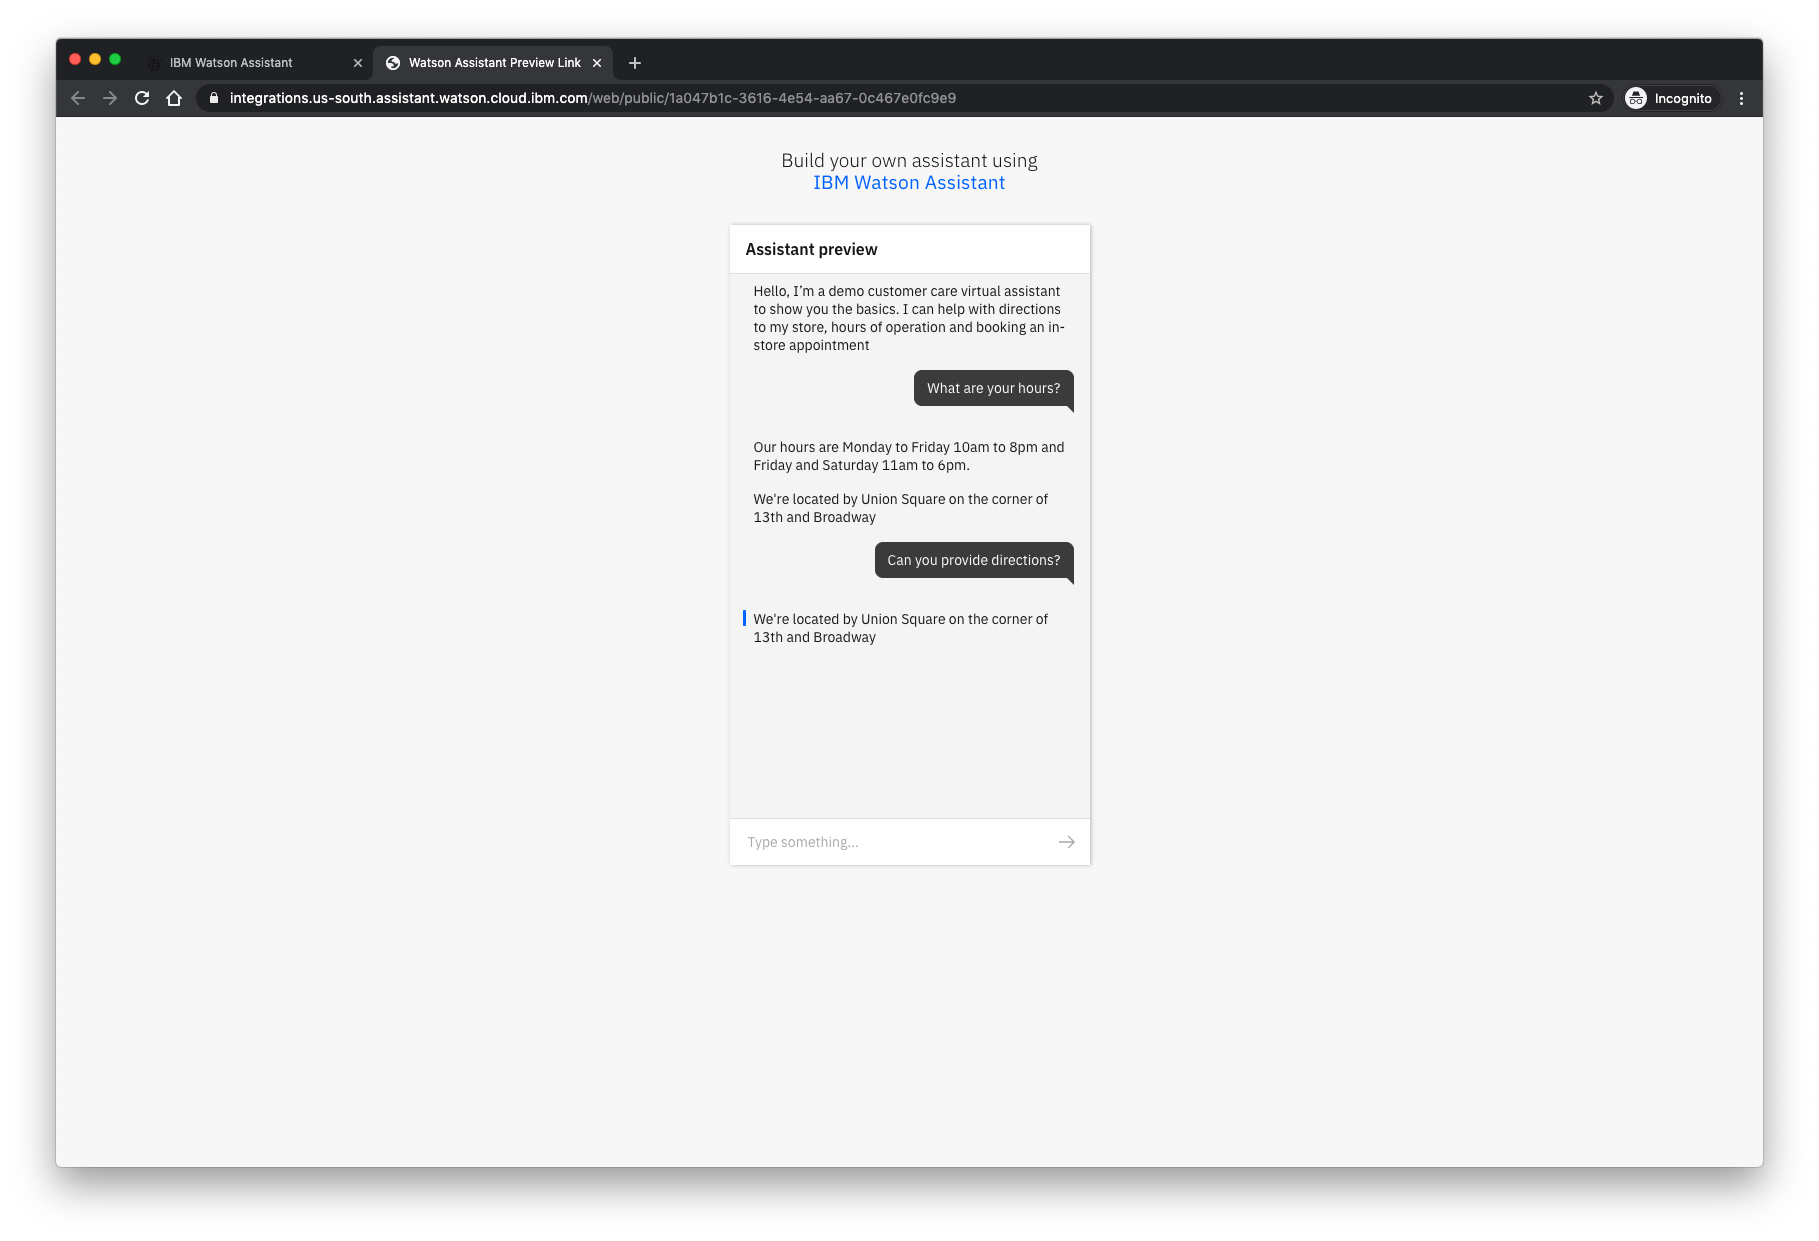 IBM Watson Assistant
Watson Assistant Preview Link
integrations.us-south.assistant.watson.cloud.ibm.com/web/public/1a047b1c-3616-4e54-aa67-0c467e0fc9e9
Incognito
Build your own assistant using
IBM Watson Assistant
Assistant preview
Hello, I’m a demo customer care virtual assistant
to show you the basics. I can help with directions
to my store, hours of operation and booking an in-
store appointment
What are your hours?
Our hours are Monday to Friday 10am to 8pm and
Friday and Saturday 11am to 6pm.
We're located by Union Square on the corner of
13th and Broadway
Can you provide directions?
We're located by Union Square on the corner of
13th and Broadway
Type something...